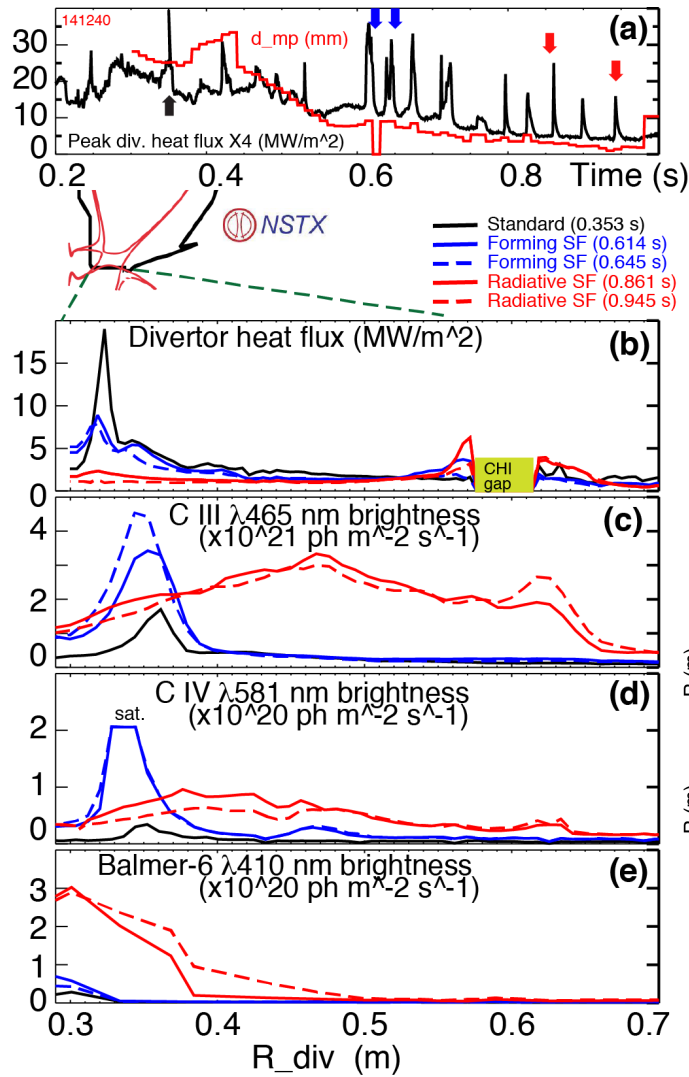 141240
d_mp (mm)
(a)
40
30
20
10
0
Peak div. heat flux X4 (MW/m^2)
0.2 0.4 0.6 0.8 Time (s)
NSTX
Standard (0.353 s)
Forming SF (0.614 s)
Forming SF (0.645 s)
Radiative SF (0.861 s)
Radiative SF (0.945 s)
Divertor heat flux (MW/m^2)
(b)
15
10
5
0
CHI
gap
C III λ465 nm brightness
(x10^21 ph m^-2 s^-1)
(c)
4
2
0
C IV λ581 nm brightness
(x10^20 ph m^-2 s^-1)
(d)
sat.
2
1
0
Balmer-6 λ410 nm brightness
(x10^20 ph m^-2 s^-1)
(e)
3
2
1
0
0.3 0.4 0.5 0.6 0.7
R_div (m)